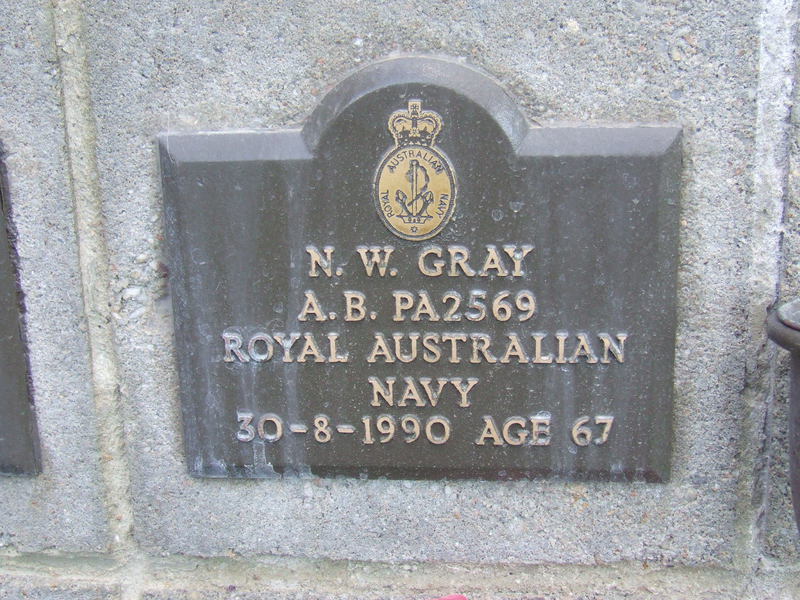 ROYAL AUSTRALIAN NAVY
N. W. GRAY
A.B. PA2569
ROYAL AUSTRALIAN
NAVY
30-8-1990 AGE 67